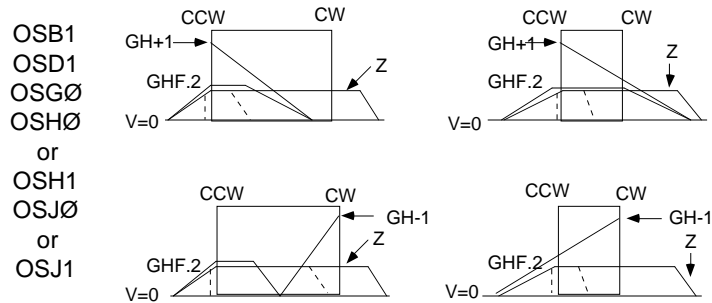 OSB1
OSD1
OSGØ
OSHØ
or
OSH1
OSJØ
or
OSJ1
CCW CW
GH+1
Z
GHF.2
V=0
CCW CW
GH+1
Z
GHF.2
V=0
CCW CW
GH-1
Z
GHF.2
V=0
CCW CW
GH-1
Z
GHF.2
V=0